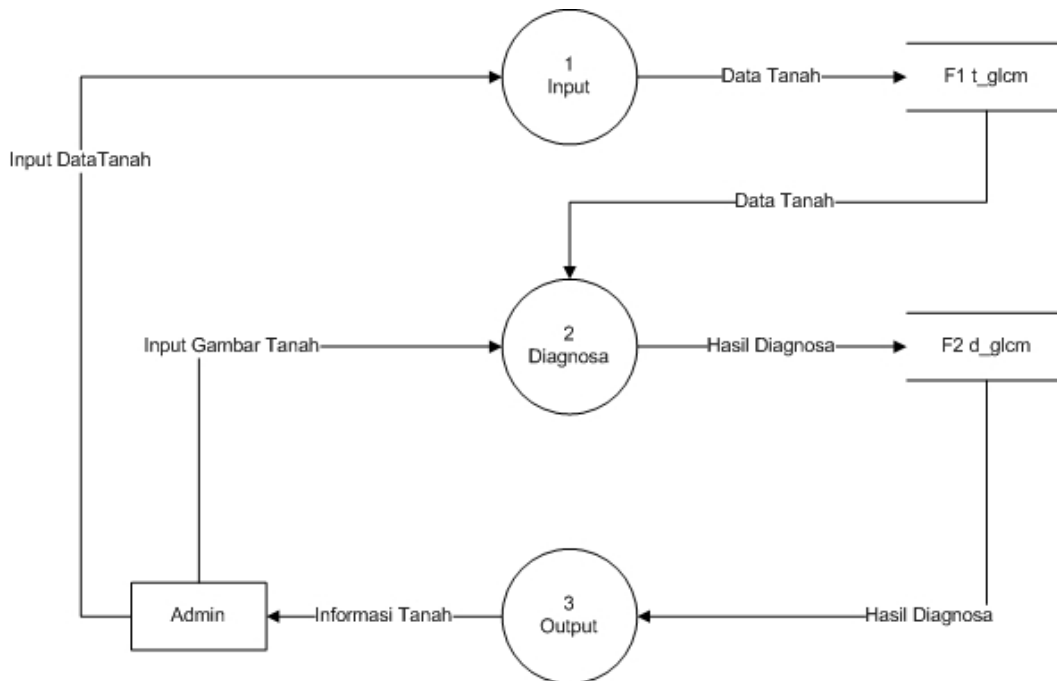 1
Input
Data Tanah
F1 t_glcm
Input DataTanah
Data Tanah
Input Gambar Tanah
2
Diagnosa
Hasil Diagnosa
F2 d_glcm
Admin
Informasi Tanah
3
Output
Hasil Diagnosa